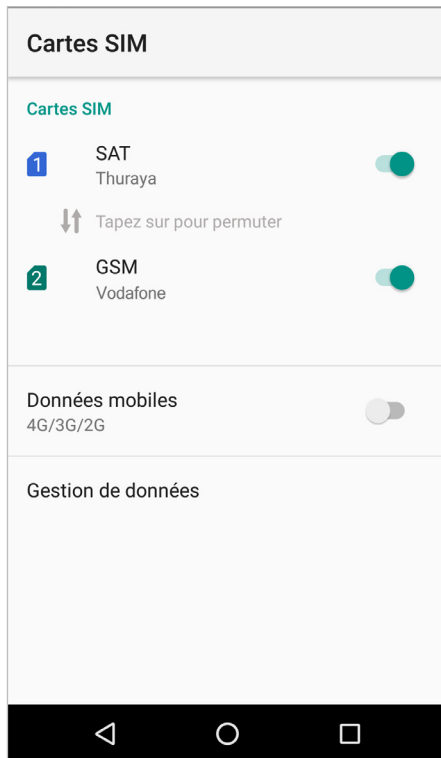 Cartes SIM
Cartes SIM
1
SAT
Thuraya
Tapez sur pour permuter
2
GSM
Vodafone
Données mobiles
4G/3G/2G
Gestion de données